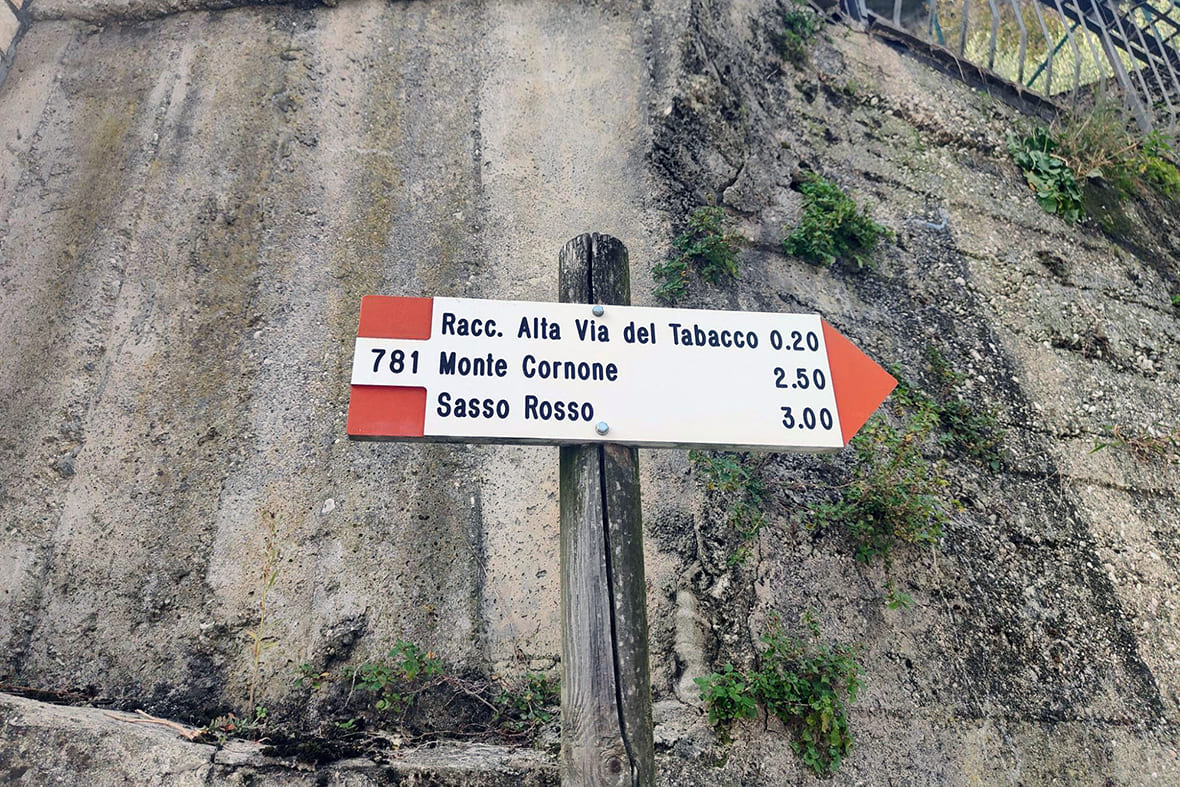 Racc. Alta Via del Tabacco 0.20
781 Monte Cornone 2.50
Sasso Rosso 3.00